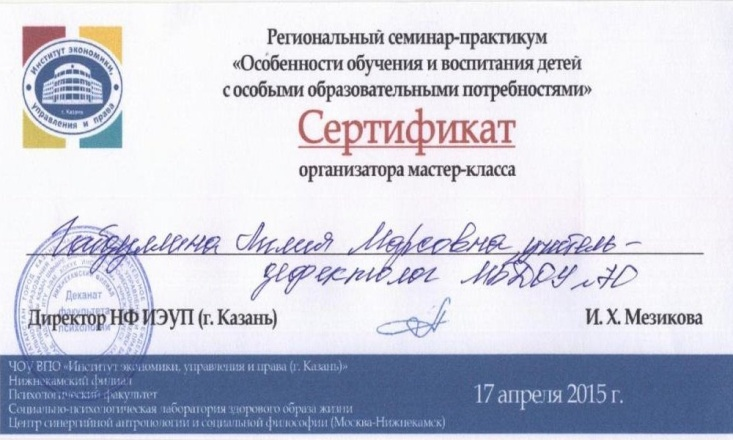 Институт экономики,
управления и права
г. Казань
Региональный семинар-практикум
«Особенности обучения и воспитания детей
с особыми образовательными потребностями»
Сертификат
организатора мастер-класса
Габдуллина Лилия Марсовна учитель-
дефектолог МБДОУ
Деканат
факультета
психологии
Директор НФ ИЭУП (г. Казань)
И. Х. Мезикова
ЧОУ ВПО «Институт экономики, управления и права (г. Казань)»
Нижнекамский филиал
Психологический факультет
Социально-психологическая лаборатория здорового образа жизни
Центр синергийной антропологии и социальной философии (Москва-Нижнекамск)
17 апреля 2015 г.